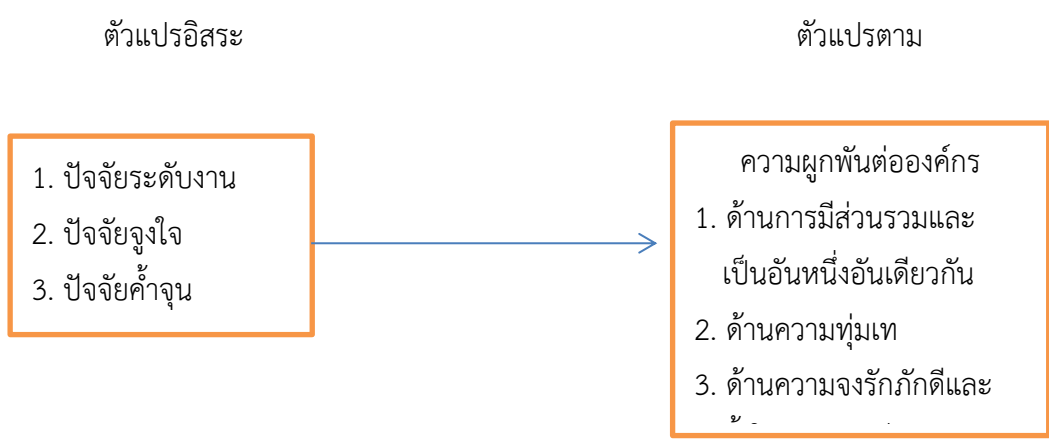 ตัวแปรอิสระ
ตัวแปรตาม
1. ปัจจัยระดับงาน
2. ปัจจัยจูงใจ
3. ปัจจัยค้ำจุน
ความผูกพันต่อองค์กร
1. ด้านการมีส่วนรวมและ
เป็นอันหนึ่งอันเดียวกัน
2. ด้านความทุ่มเท
3. ด้านความจงรักภักดีและ